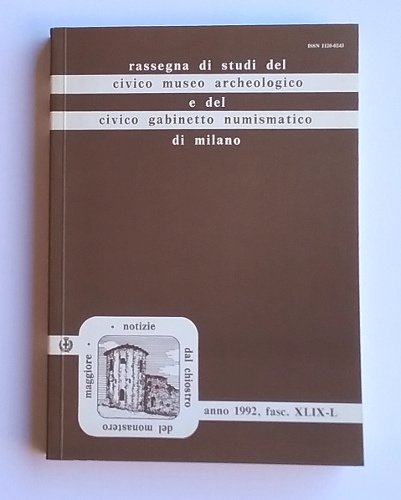 ISSN 1120-0243
rassegna di studi del
civico museo archeologico
e del
civico gabinetto numismatico
di milano
• notizie
dal chiostro
del monastero
maggiore •
anno 1992, fasc. XLIX-L